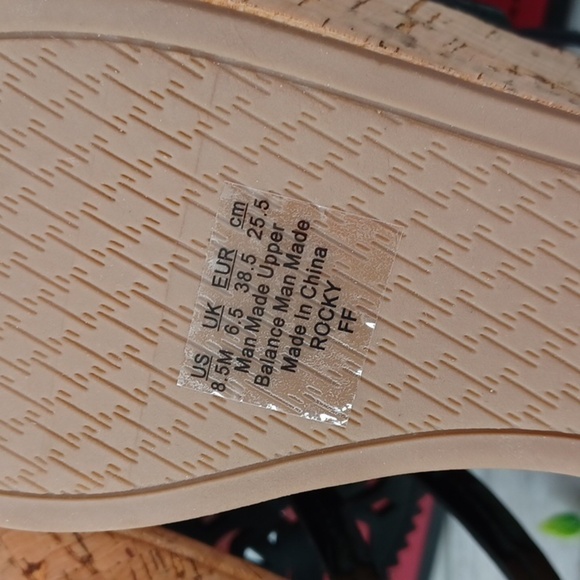 US UK EUR cm
8.5M 6.5 38.5 25.5
Man Made Upper
Balance Man Made
Made In China
ROCKY
FF